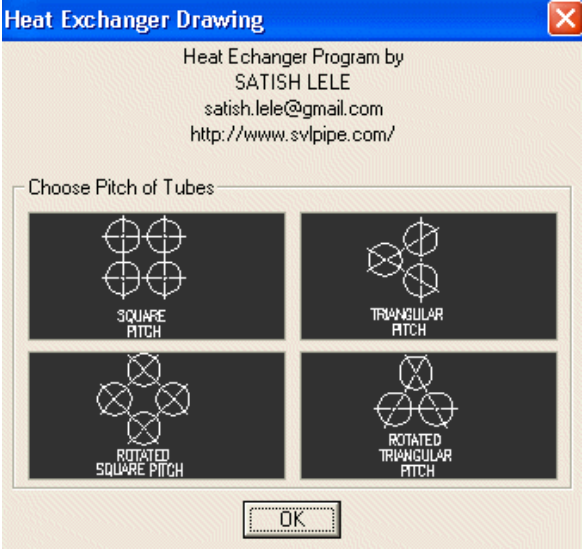 Heat Exchanger Drawing
Heat Echanger Program by
SATISH LELE
satish.lele@gmail.com
http://www.svlpipe.com/
Choose Pitch of Tubes
SQUARE
PITCH
TRIANGULAR
PITCH
ROTATED
SQUARE PITCH
ROTATED
TRIANGULAR
PITCH
OK